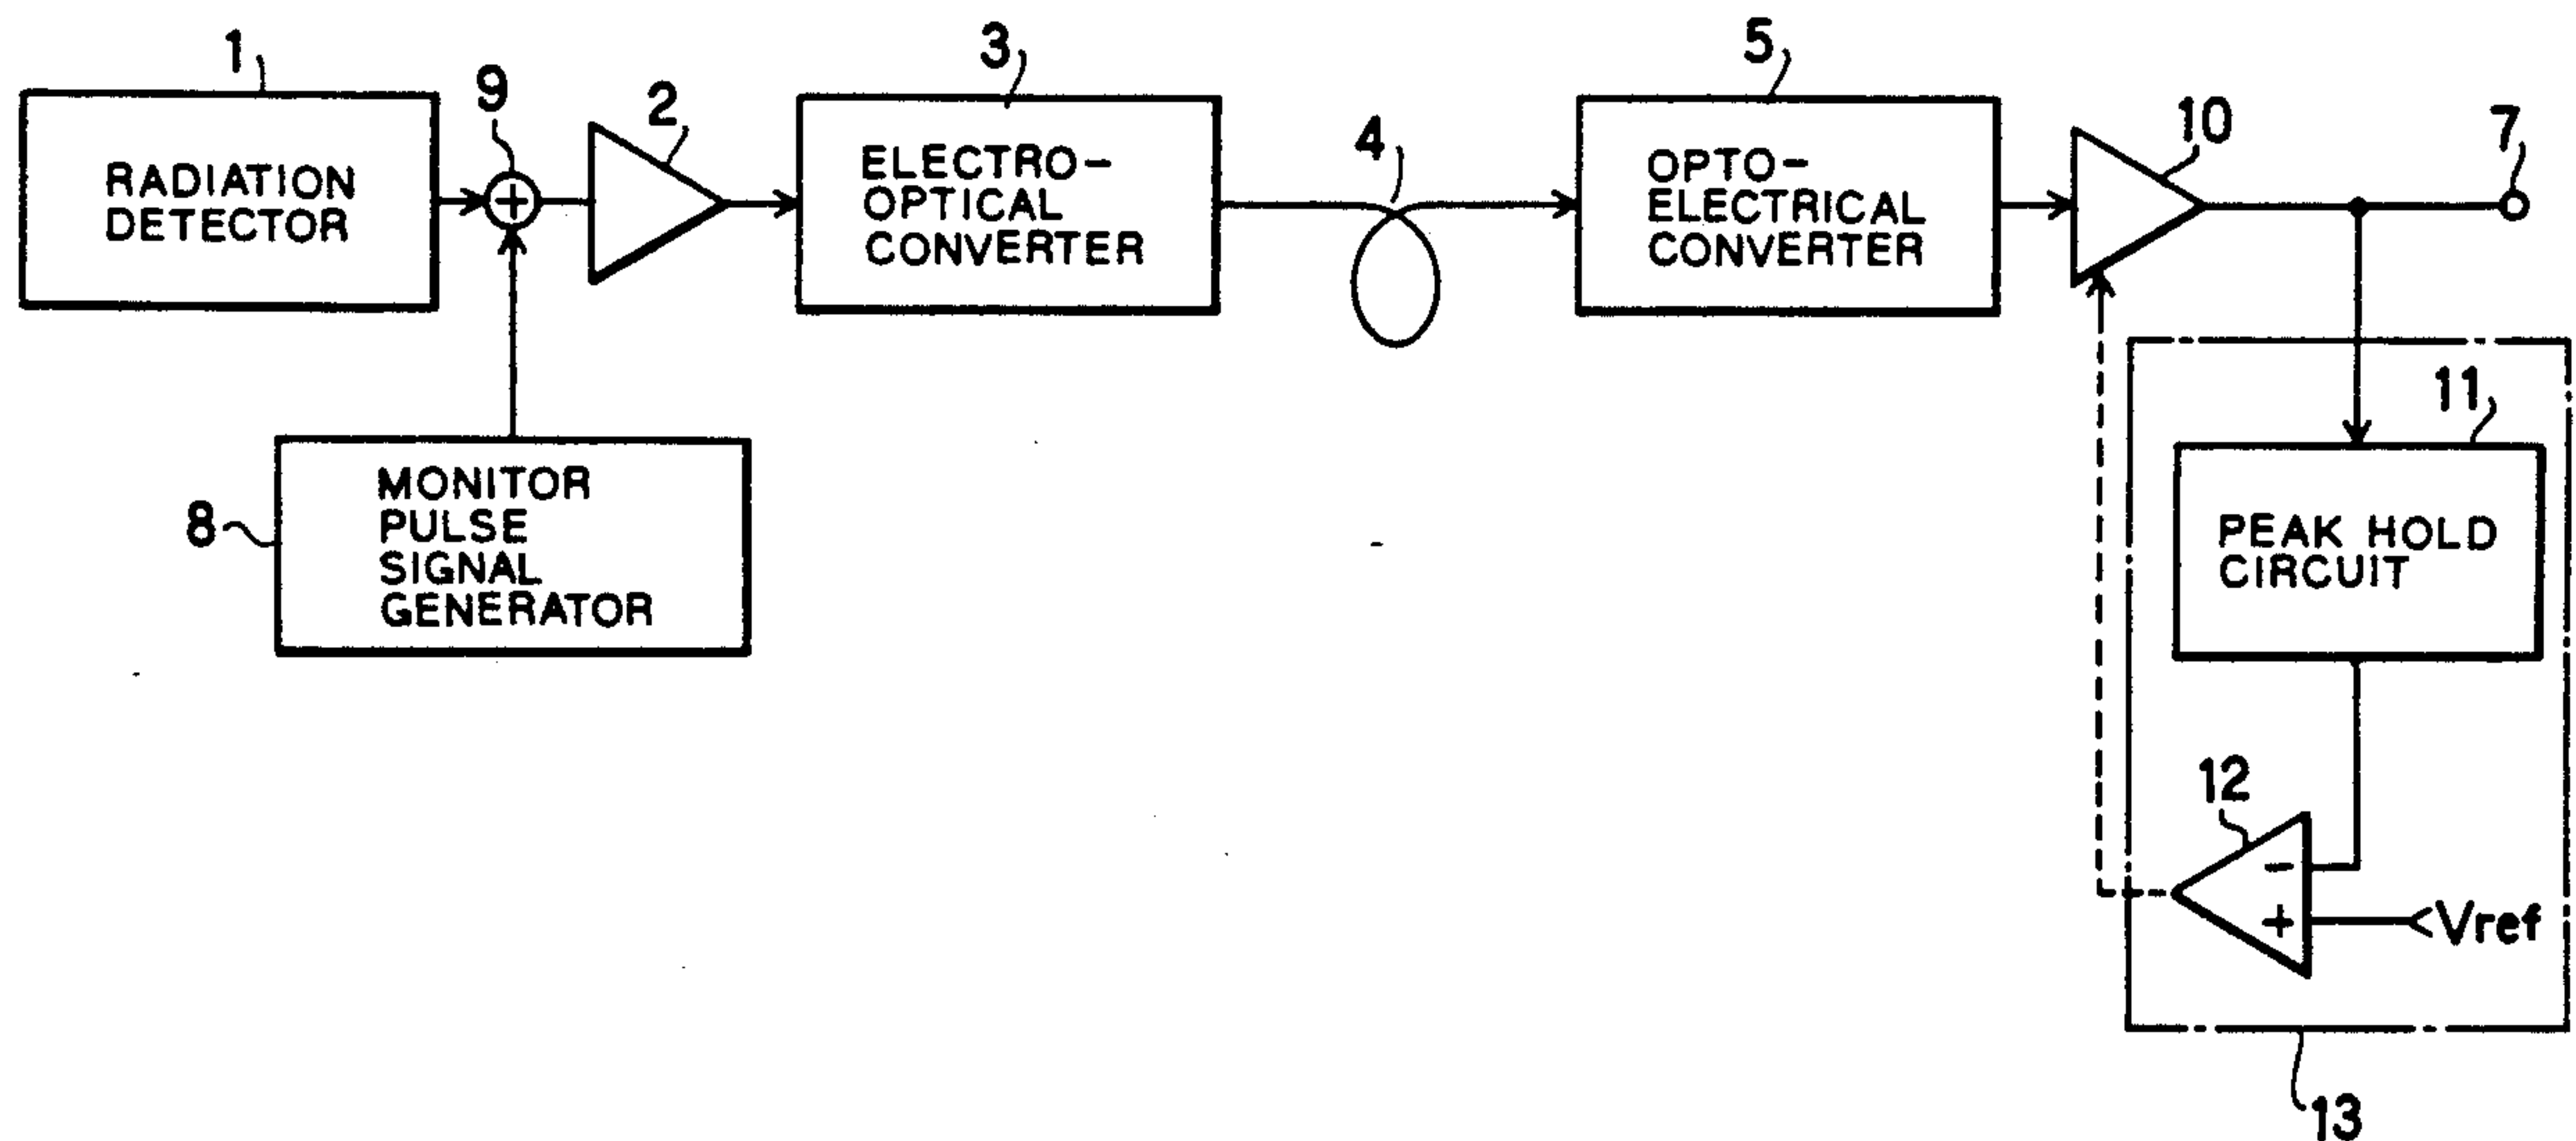 1
RADIATION
DETECTOR
9
2
3
ELECTRO-
OPTICAL
CONVERTER
4
5
OPTO-
ELECTRICAL
CONVERTER
10
7
8
MONITOR
PULSE
SIGNAL
GENERATOR
11
PEAK HOLD
CIRCUIT
12
−
+
Vref
13